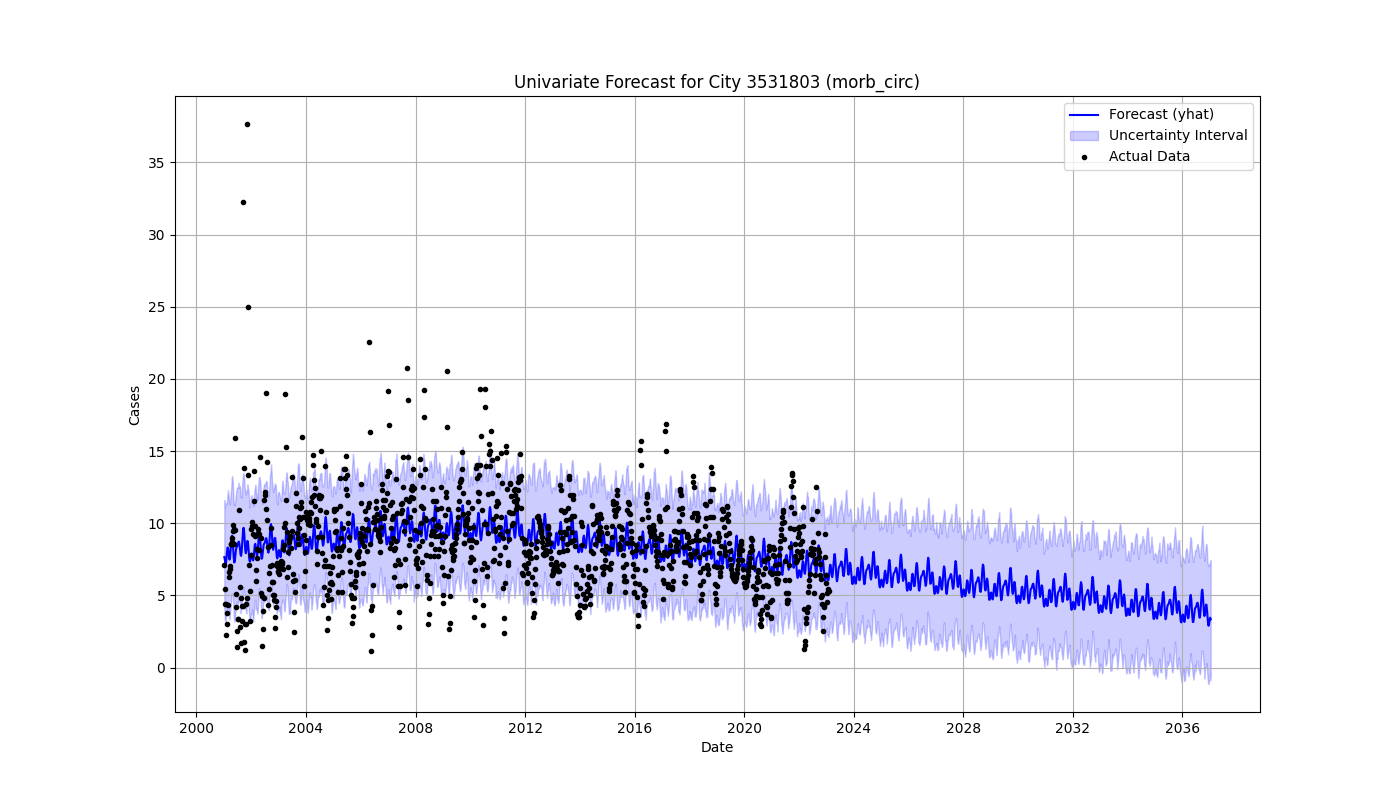 Univariate Forecast for City 3531803 (morb_circ)
Forecast (yhat)
Uncertainty Interval
Actual Data
Cases
35
30
25
20
15
10
5
0
2000 2004 2008 2012 2016 2020 2024 2028 2032 2036
Date